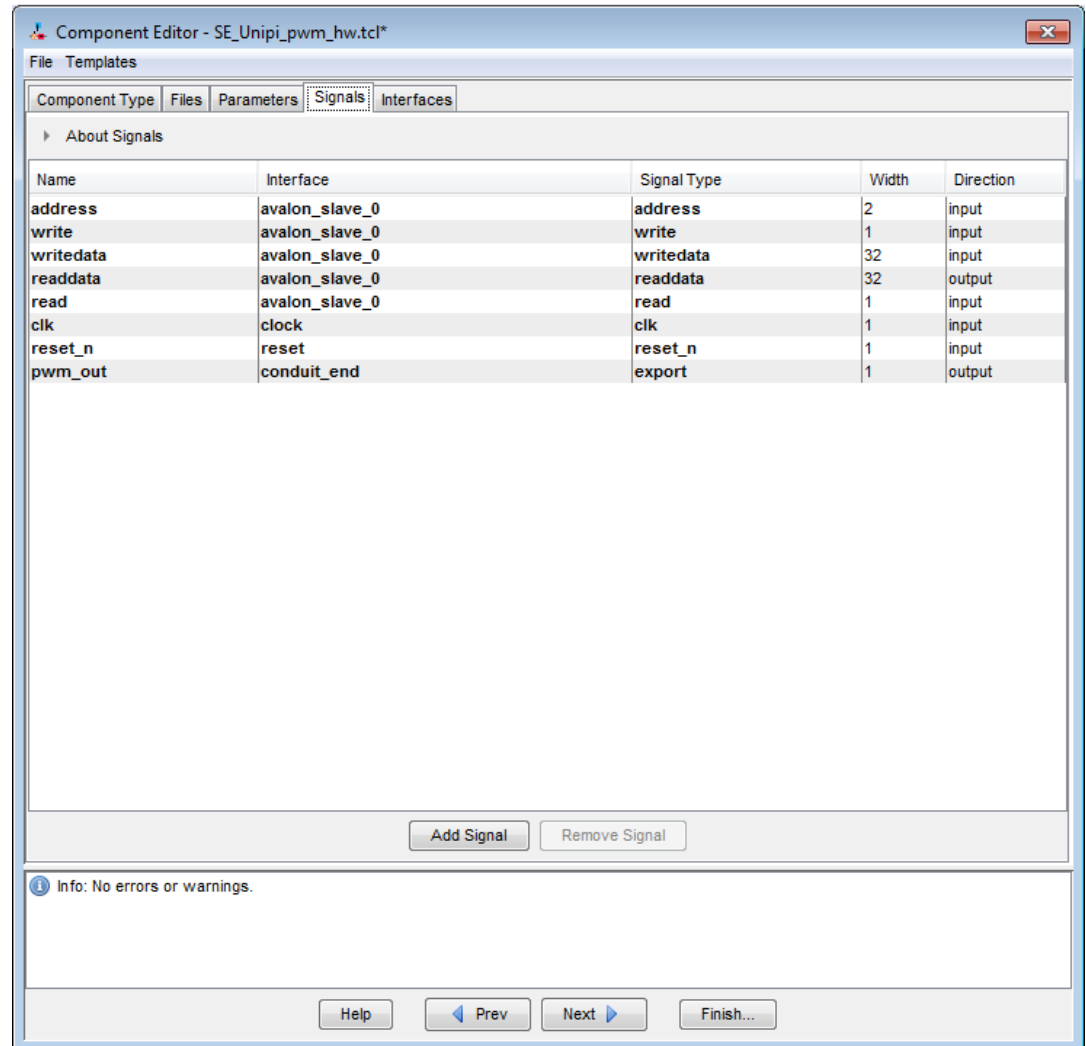 Component Editor - SE_Unipi_pwm_hw.tcl*
File Templates
Component Type Files Parameters Signals Interfaces
About Signals
Name Interface Signal Type Width Direction
address avalon_slave_0 address 2 input
write avalon_slave_0 write 1 input
writedata avalon_slave_0 writedata 32 input
readdata avalon_slave_0 readdata 32 output
read avalon_slave_0 read 1 input
clk clock clk 1 input
reset_n reset reset_n 1 input
pwm_out conduit_end export 1 output
Add Signal Remove Signal
Info: No errors or warnings.
Help Prev Next Finish...